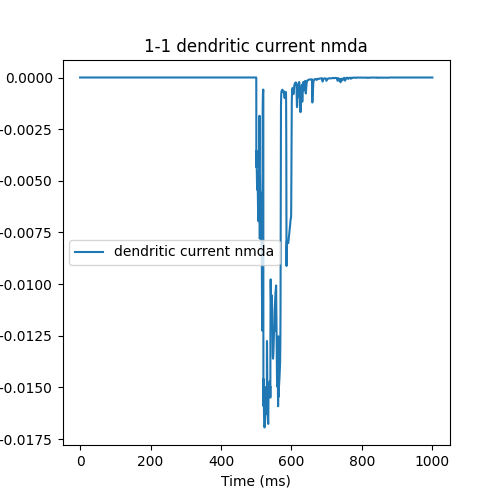 1-1 dendritic current nmda
0.0000
-0.0025
-0.0050
-0.0075
-0.0100
-0.0125
-0.0150
-0.0175
dendritic current nmda
0 200 400 600 800 1000
Time (ms)